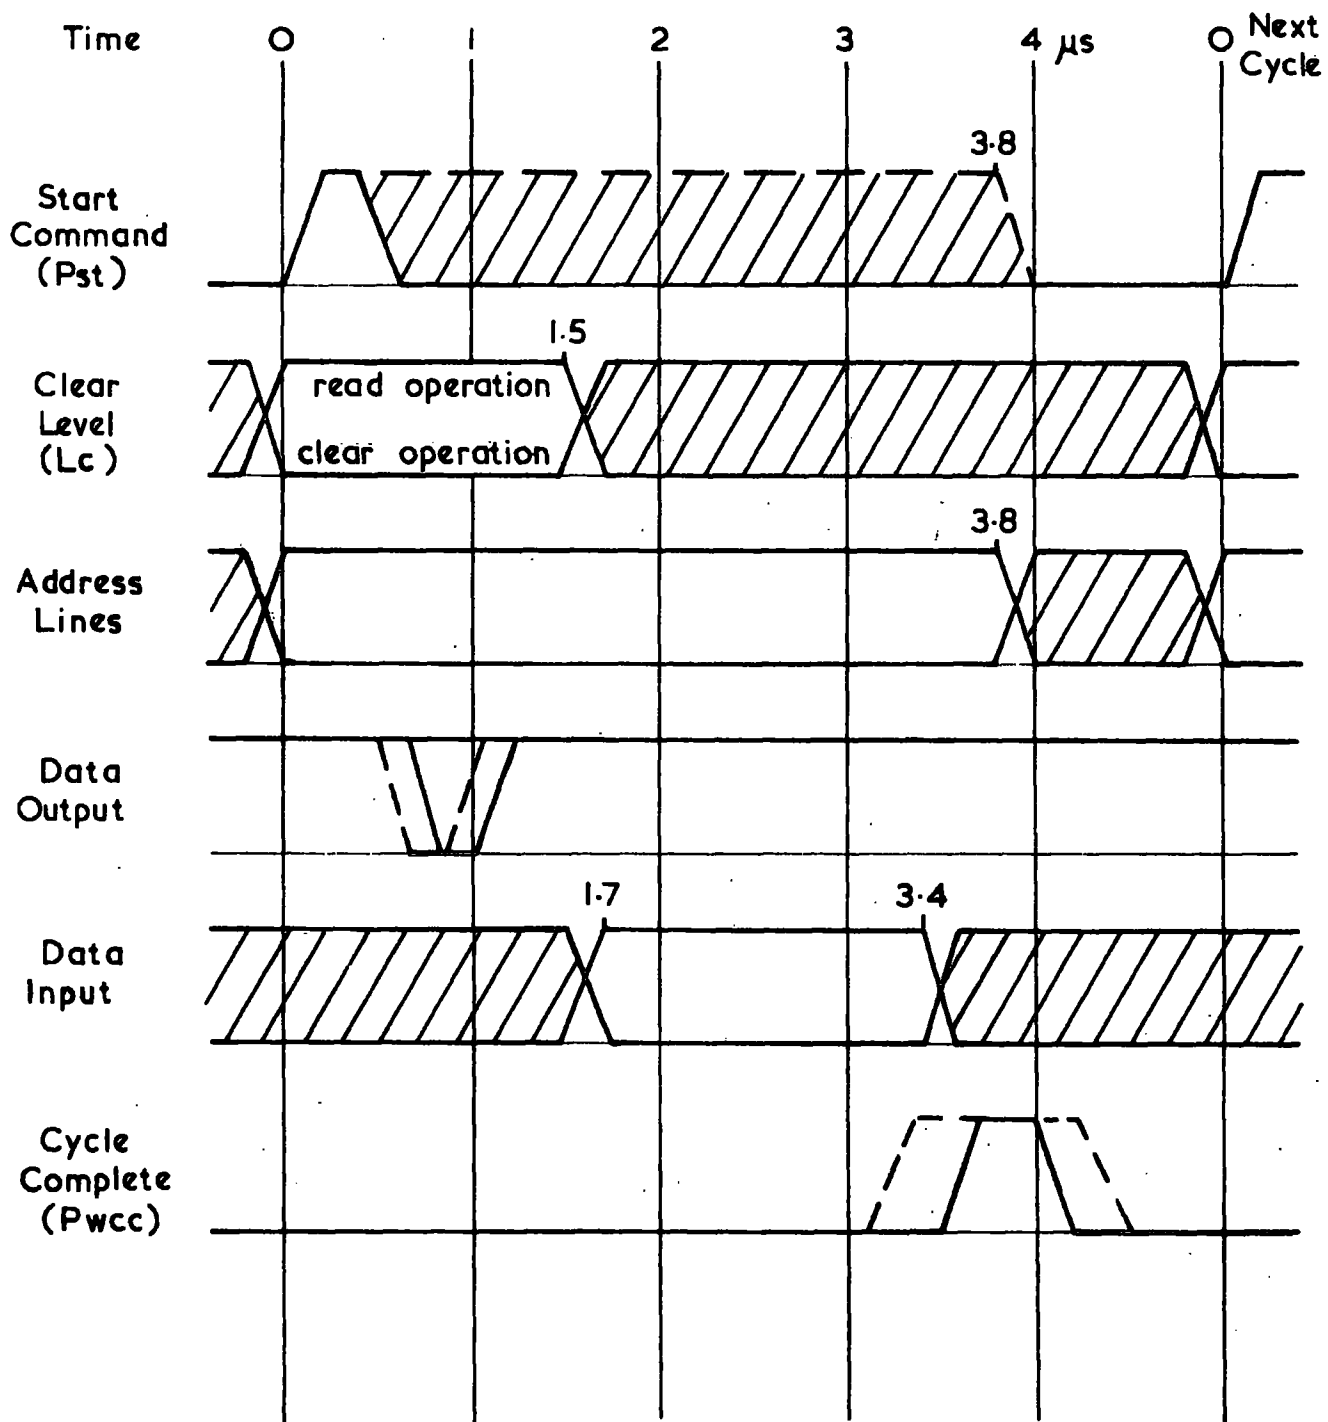 Time 0 1 2 3 4 μs 0 Next
Cycle
3·8
Start
Command
(Pst)
1·5
Clear
Level
(Lc)
read operation
clear operation
3·8
Address
Lines
Data
Output
1·7 3·4
Data
Input
Cycle
Complete
(Pwcc)